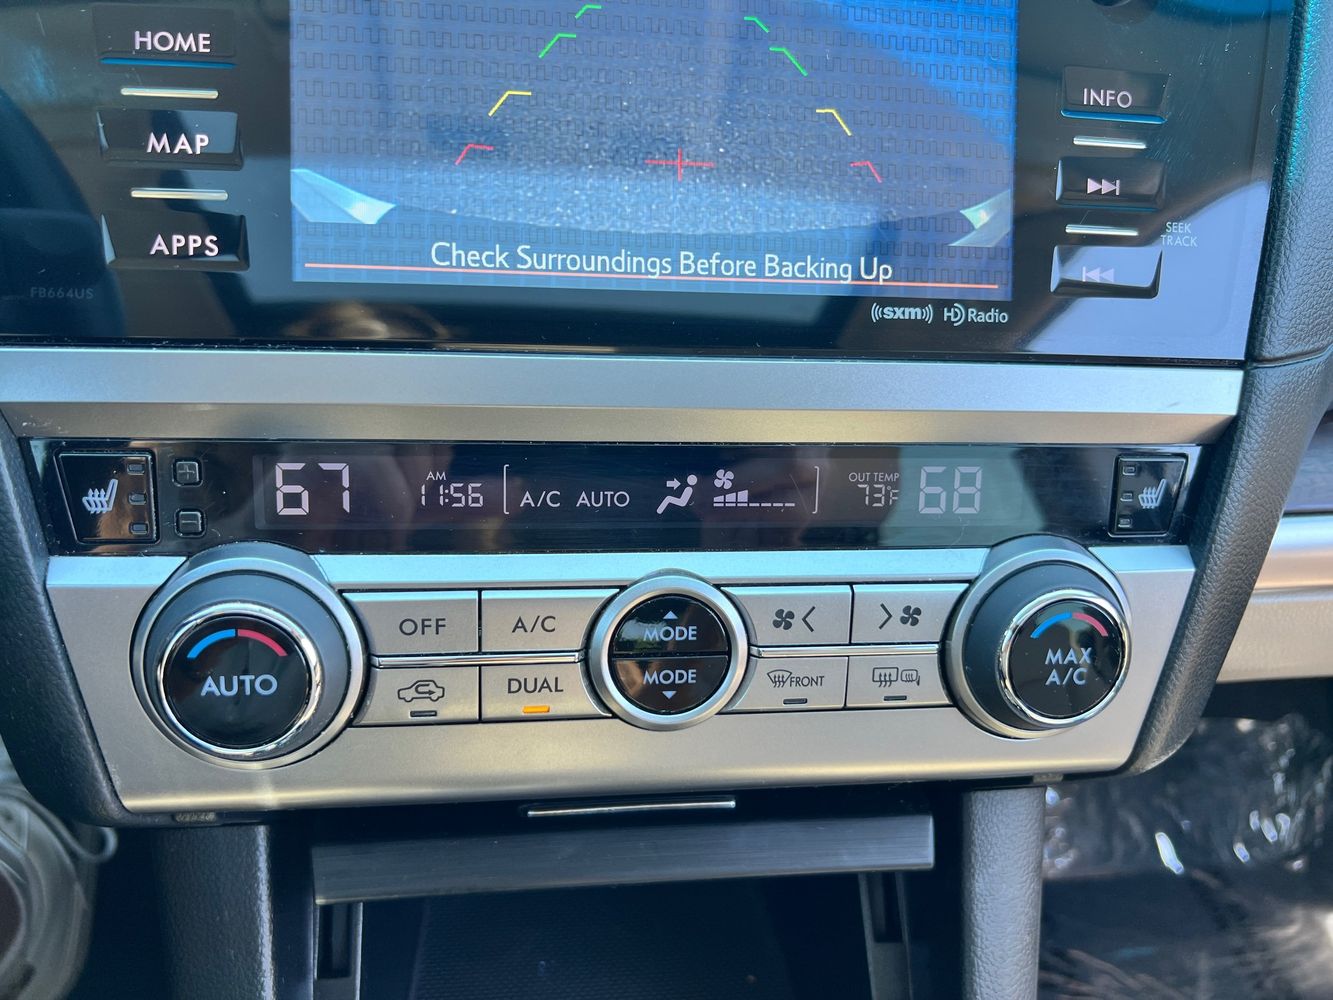 HOME
MAP
APPS
FB664US
Check Surroundings Before Backing Up
INFO
SEEK
TRACK
sxm HD Radio
67
AM
11:56
A/C AUTO
OUT TEMP
73°F
68
AUTO
OFF
A/C
DUAL
MODE
MODE
FRONT
MAX
A/C